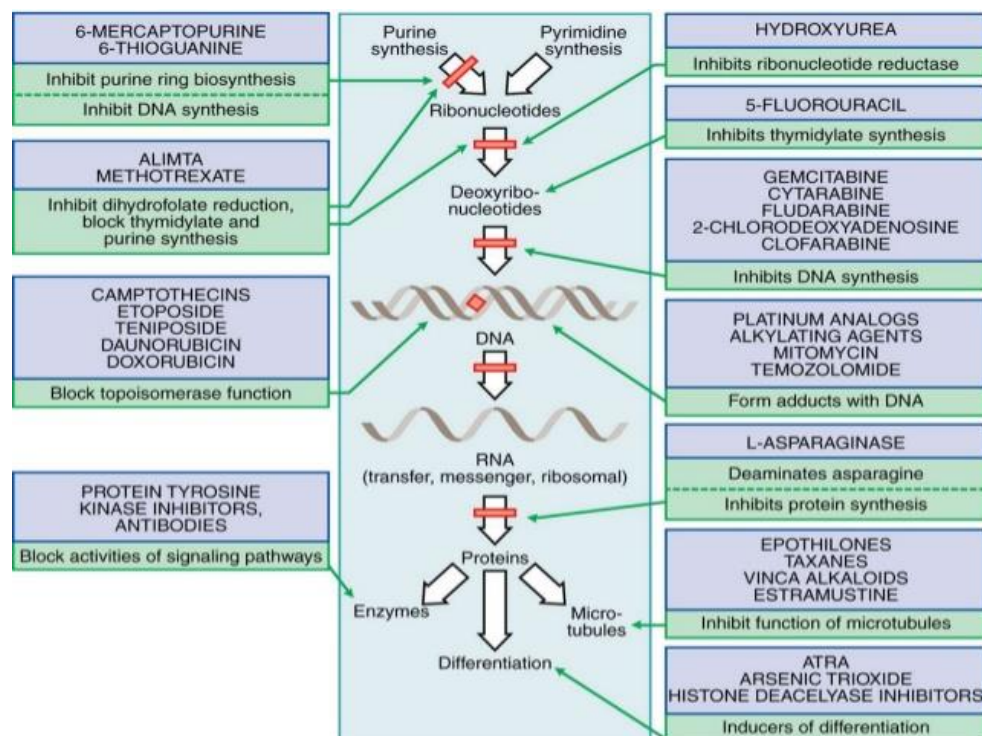 6-MERCAPTOPURINE
6-THIOGUANINE
Inhibit purine ring biosynthesis
Inhibit DNA synthesis
ALIMTA
METHOTREXATE
Inhibit dihydrofolate reduction,
block thymidylate and
purine synthesis
CAMPTOTHECINS
ETOPOSIDE
TENIPOSIDE
DAUNORUBICIN
DOXORUBICIN
Block topoisomerase function
PROTEIN TYROSINE
KINASE INHIBITORS,
ANTIBODIES
Block activities of signaling pathways
Purine
synthesis
Pyrimidine
synthesis
Ribonucleotides
Deoxyribo-
nucleotides
DNA
RNA
(transfer, messenger, ribosomal)
Proteins
Enzymes
Micro-
tubules
Differentiation
HYDROXYUREA
Inhibits ribonucleotide reductase
5-FLUOROURACIL
Inhibits thymidylate synthesis
GEMCITABINE
CYTARABINE
FLUDARABINE
2-CHLORODEOXYADENOSINE
CLOFARABINE
Inhibits DNA synthesis
PLATINUM ANALOGS
ALKYLATING AGENTS
MITOMYCIN
TEMOZOLOMIDE
Form adducts with DNA
L-ASPARAGINASE
Deaminates asparagine
Inhibits protein synthesis
EPOTHILONES
TAXANES
VINCA ALKALOIDS
ESTRAMUSTINE
Inhibit function of microtubules
ATRA
ARSENIC TRIOXIDE
HISTONE DEACELYASE INHIBITORS
Inducers of differentiation